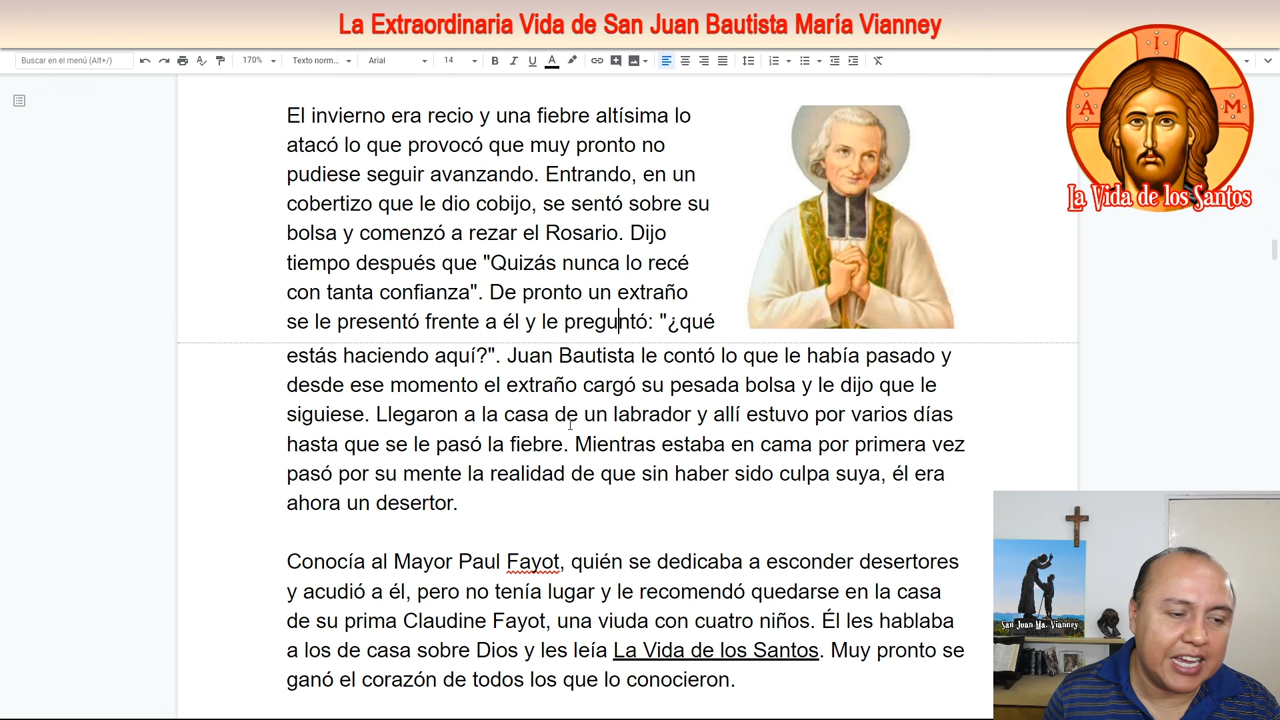 La Extraordinaria Vida de San Juan Bautista María Vianney
Buscar en el menú (Alt+/)
170%
Texto norm...
Arial
14
B
I
U
A
El invierno era recio y una fiebre altísima lo
atacó lo que provocó que muy pronto no
pudiese seguir avanzando. Entrando, en un
cobertizo que le dio cobijo, se sentó sobre su
bolsa y comenzó a rezar el Rosario. Dijo
tiempo después que "Quizás nunca lo recé
con tanta confianza". De pronto un extraño
se le presentó frente a él y le preguntó: "¿qué
estás haciendo aquí?". Juan Bautista le contó lo que le había pasado y
desde ese momento el extraño cargó su pesada bolsa y le dijo que le
siguiese. Llegaron a la casa de un labrador y allí estuvo por varios días
hasta que se le pasó la fiebre. Mientras estaba en cama por primera vez
pasó por su mente la realidad de que sin haber sido culpa suya, él era
ahora un desertor.
Conocía al Mayor Paul Fayot, quién se dedicaba a esconder desertores
y acudió a él, pero no tenía lugar y le recomendó quedarse en la casa
de su prima Claudine Fayot, una viuda con cuatro niños. Él les hablaba
a los de casa sobre Dios y les leía La Vida de los Santos. Muy pronto se
ganó el corazón de todos los que lo conocieron.
I
A
M
La Vida de los Santos
San Juan Ma. Vianney